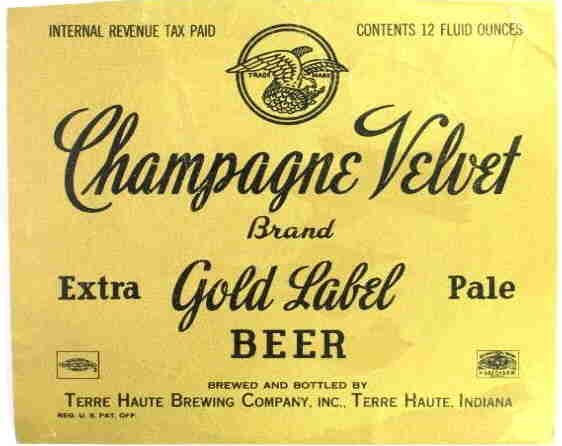 INTERNAL REVENUE TAX PAID
CONTENTS 12 FLUID OUNCES
TRADE MARK
Champagne Velvet
Brand
Extra Gold Label Pale
BEER
BREWED AND BOTTLED BY
TERRE HAUTE BREWING COMPANY, INC., TERRE HAUTE, INDIANA
REG. U. S. PAT. OFF.